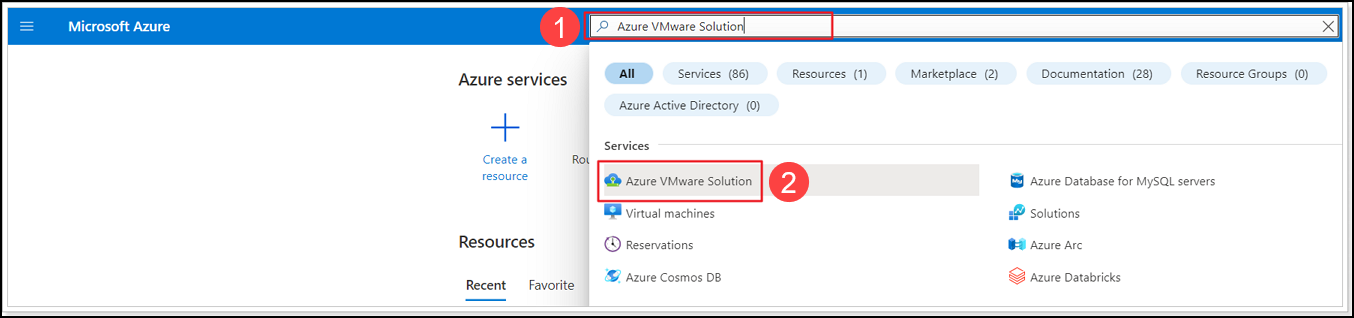 Microsoft Azure
1
Azure VMware Solution
All
Services (86)
Resources (1)
Marketplace (2)
Documentation (28)
Resource Groups (0)
Azure Active Directory (0)
Azure services
Create a
resource
Rou
Services
Azure VMware Solution
2
Virtual machines
Reservations
Azure Cosmos DB
Azure Database for MySQL servers
Solutions
Azure Arc
Azure Databricks
Resources
Recent
Favorite